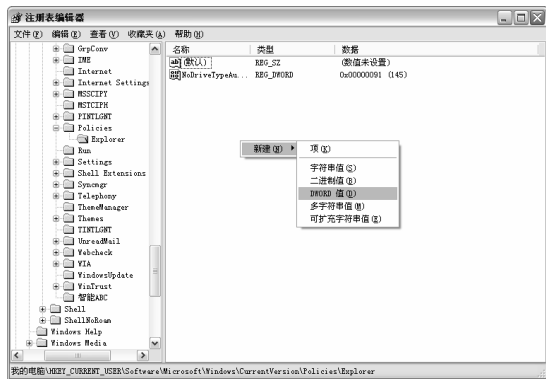 注册表编辑器
文件(F) 编辑(E) 查看(V) 收藏夹(A) 帮助(H)
GrpConv
IME
Internet
Internet Settings
MSSCIPY
MSTCIPH
PINTLGNT
Policies
Explorer
Run
Settings
Shell Extensions
Syncmgr
Telephony
ThemeManager
Themes
TINTLGNT
UnreadMail
Webcheck
VIA
WindowsUpdate
WinTrust
智能ABC
Shell
ShellNoRoam
Windows Help
Windows Media
名称 类型 数据
ab (默认) REG_SZ (数值未设置)
NoDriveTypeAu... REG_DWORD 0x00000091 (145)
新建(N)
项(K)
字符串值(S)
二进制值(B)
DWORD 值(D)
多字符串值(M)
可扩充字符串值(E)
我的电脑\HKEY_CURRENT_USER\Software\Microsoft\Windows\CurrentVersion\Policies\Explorer